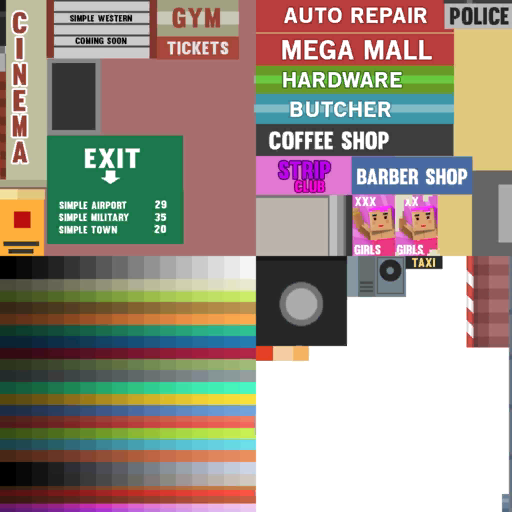 CINEMA
SIMPLE WESTERN
COMING SOON
GYM
TICKETS
EXIT
SIMPLE AIRPORT 29
SIMPLE MILITARY 35
SIMPLE TOWN 20
AUTO REPAIR
POLICE
MEGA MALL
HARDWARE
BUTCHER
COFFEE SHOP
STRIP
CLUB
BARBER SHOP
XXX
GIRLS
XX
GIRLS
TAXI